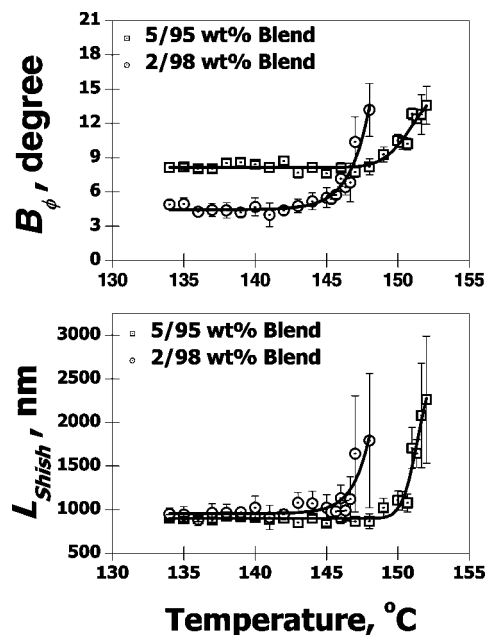 21
18
15
12
9
6
3
0
B_ϕ, degree
5/95 wt% Blend
2/98 wt% Blend
130 135 140 145 150 155
3000
2500
2000
1500
1000
500
L_Shish, nm
5/95 wt% Blend
2/98 wt% Blend
130 135 140 145 150 155
Temperature, °C